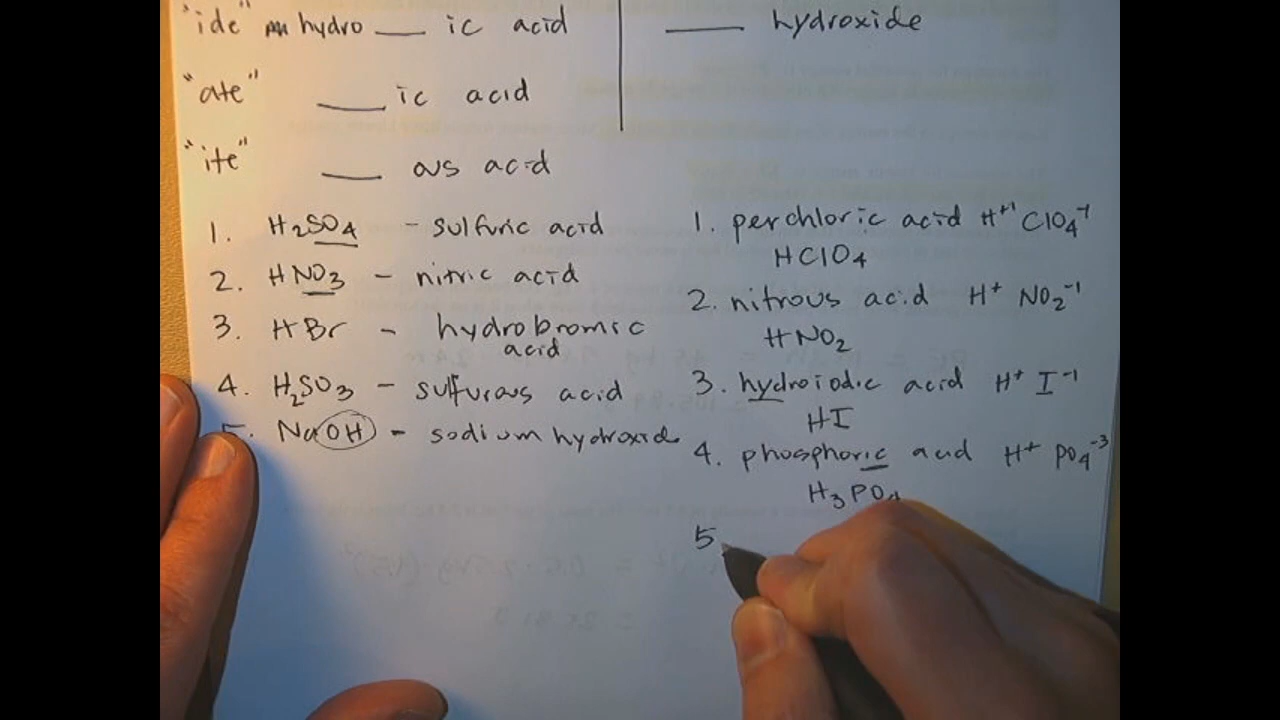 "ide" hydro ___ ic acid
___ hydroxide
"ate" ___ ic acid
"ite" ___ ous acid
1. H2SO4 - sulfuric acid
2. HNO3 - nitric acid
3. HBr - hydrobromic
acid
4. H2SO3 - sulfurous acid
5. NaOH - sodium hydroxide
1. perchloric acid H+1 ClO4-1
HClO4
2. nitrous acid H+ NO2-1
HNO2
3. hydroiodic acid H+ I-1
HI
4. phosphoric acid H+ PO4-3
H3PO4
5.